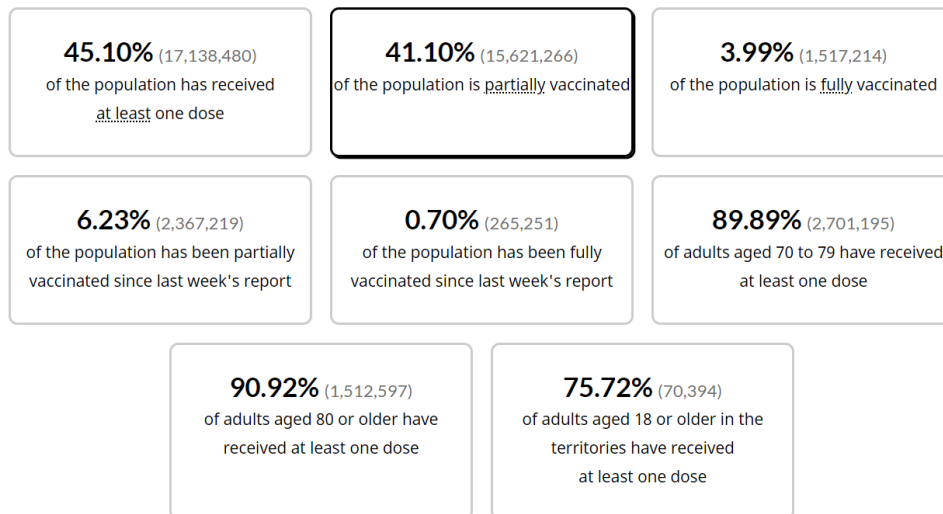 45.10% (17,138,480)
of the population has received
at least one dose
41.10% (15,621,266)
of the population is partially vaccinated
3.99% (1,517,214)
of the population is fully vaccinated
6.23% (2,367,219)
of the population has been partially
vaccinated since last week's report
0.70% (265,251)
of the population has been fully
vaccinated since last week's report
89.89% (2,701,195)
of adults aged 70 to 79 have received
at least one dose
90.92% (1,512,597)
of adults aged 80 or older have
received at least one dose
75.72% (70,394)
of adults aged 18 or older in the
territories have received
at least one dose